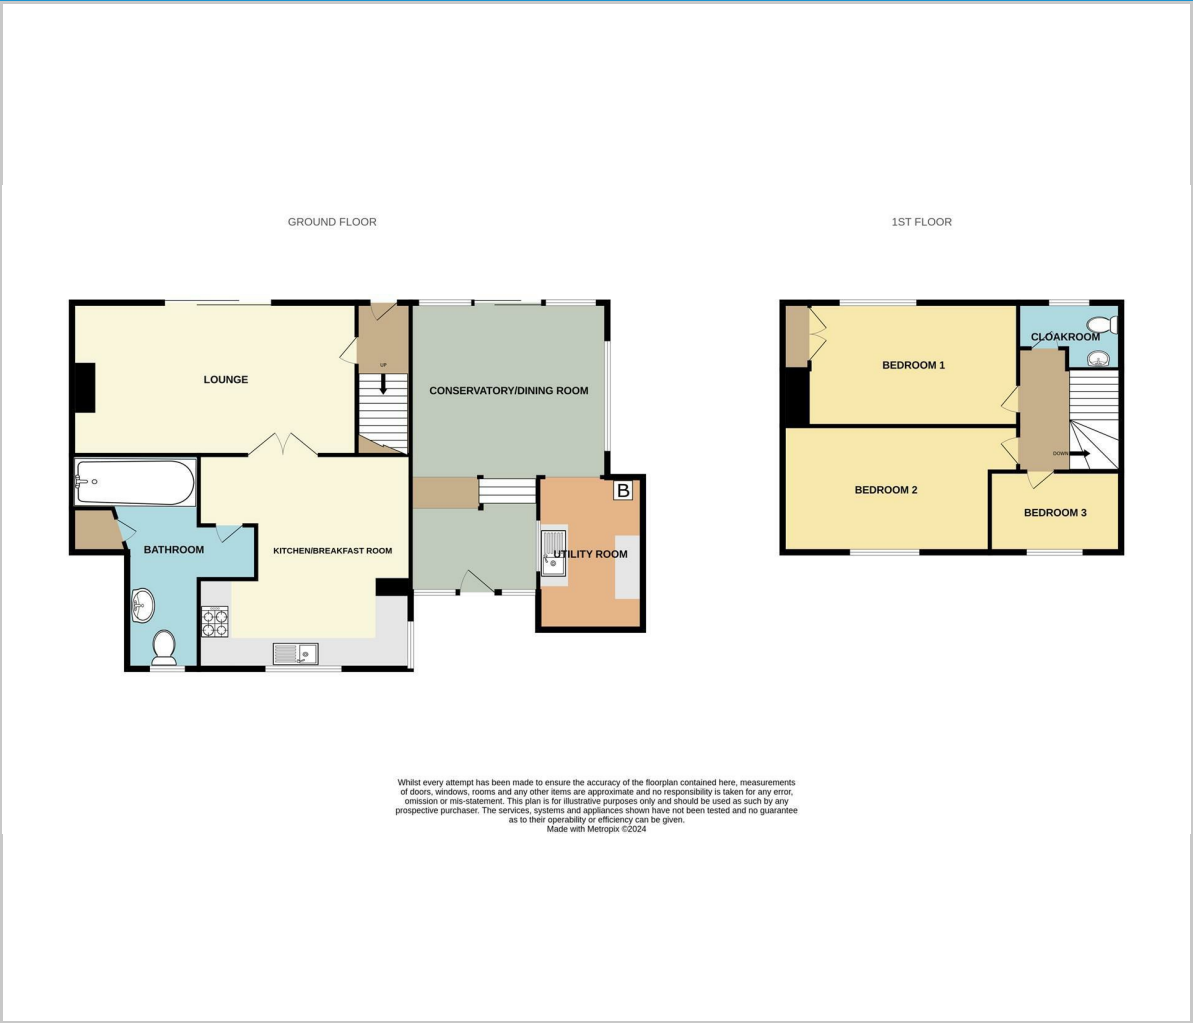 GROUND FLOOR
1ST FLOOR
LOUNGE
UP
CONSERVATORY/DINING ROOM
B
BATHROOM
KITCHEN/BREAKFAST ROOM
UTILITY ROOM
CLOAKROOM
BEDROOM 1
DOWN
BEDROOM 2
BEDROOM 3
Whilst every attempt has been made to ensure the accuracy of the floorplan contained here, measurements
of doors, windows, rooms and any other items are approximate and no responsibility is taken for any error,
omission or mis-statement. This plan is for illustrative purposes only and should be used as such by any
prospective purchaser. The services, systems and appliances shown have not been tested and no guarantee
as to their operability or efficiency can be given.
Made with Metropix ©2024